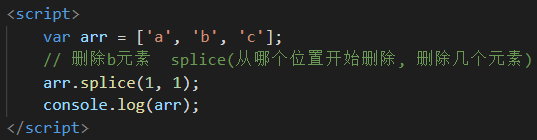 <script>
var arr = ['a', 'b', 'c'];
// 删除b元素  splice(从哪个位置开始删除, 删除几个元素)
arr.splice(1, 1);
console.log(arr);
</script>